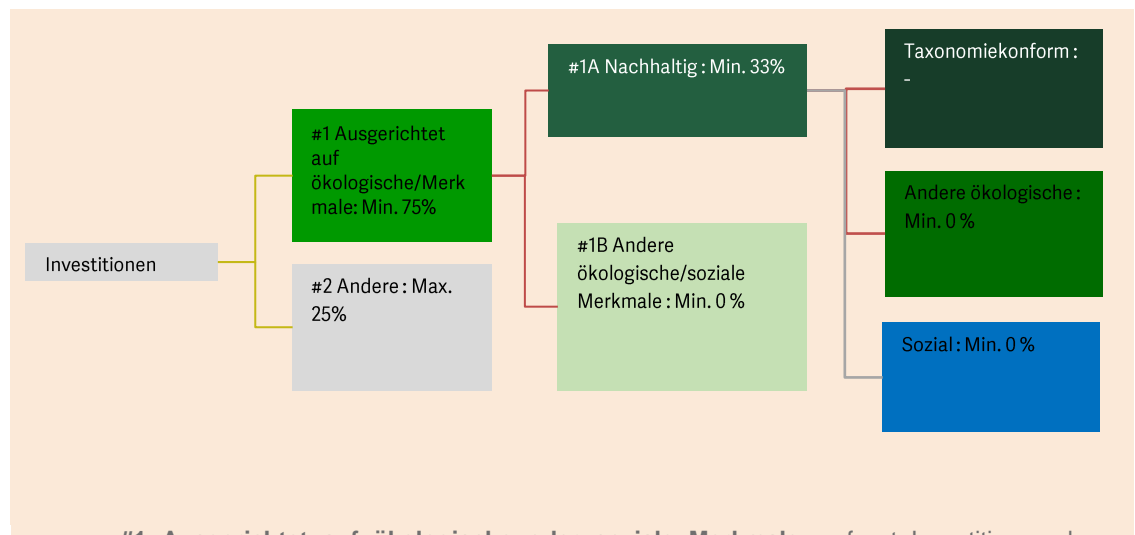 Investitionen
#1 Ausgerichtet
auf
ökologische/Merk
male: Min. 75%
#2 Andere : Max.
25%
#1A Nachhaltig : Min. 33%
#1B Andere
ökologische/soziale
Merkmale : Min. 0 %
Taxonomiekonform :
-
Andere ökologische :
Min. 0 %
Sozial : Min. 0 %